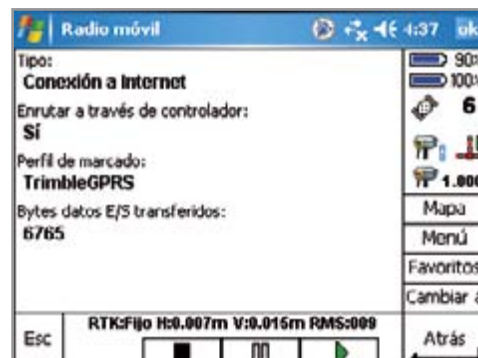 Radio móvil 4:37 ok
Tipo:
Conexión a Internet
Enrutar a través de controlador:
Sí
Perfil de marcado:
TrimbleGPRS
Bytes datos E/S transferidos:
6765
90%
100%
6
1.000
Mapa
Menú
Favoritos
Cambiar a
RTK:Fijo H:0.007m V:0.015m RMS:009
Esc
Atrás